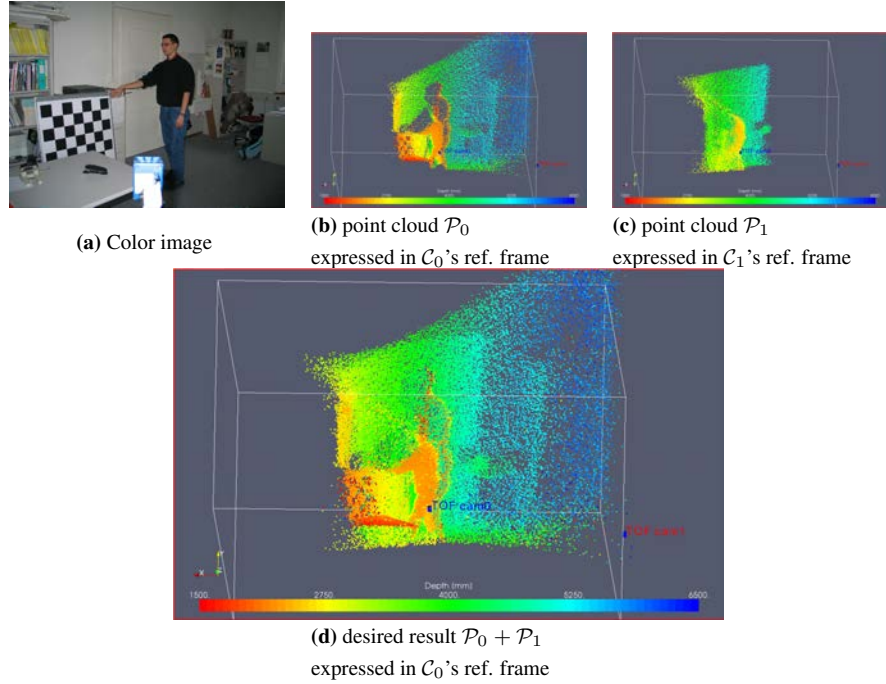 (a) Color image
(b) point cloud P₀
expressed in C₀'s ref. frame
(c) point cloud P₁
expressed in C₁'s ref. frame
TOF cam0
TOF cam1
Depth (mm)
1500 2750 4000 5250 6500
(d) desired result P₀ + P₁
expressed in C₀'s ref. frame